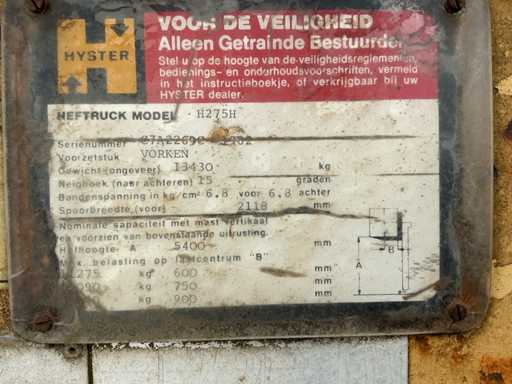 HYSTER
VOOR DE VEILIGHEID
Alleen Getrainde Bestuurder
Stel u op de hoogte van de veiligheidsreglementen,
bedienings- en onderhoudsvoorschriften, vermeld
in het instructieboekje, of verkrijgbaar bij uw
HYSTER dealer.
HEFTRUCK MODEL H275H
Serienummer
Voorzetstuk VORKEN
Gewicht (ongeveer) 13430 kg
Neighoek (naar achteren) 15 graden
Bandenspanning in kg/cm² 6.8 voor 6.8 achter
Spoorbreedte (voor) 2118 mm
Nominale capaciteit met mast vertikaal
en voorzien van bovenstaande uitrusting.
Hefhoogte- A 5400 mm
Max. belasting op lastcentrum "B"
kg 600 mm
kg 750 mm
kg 900 mm
A
B